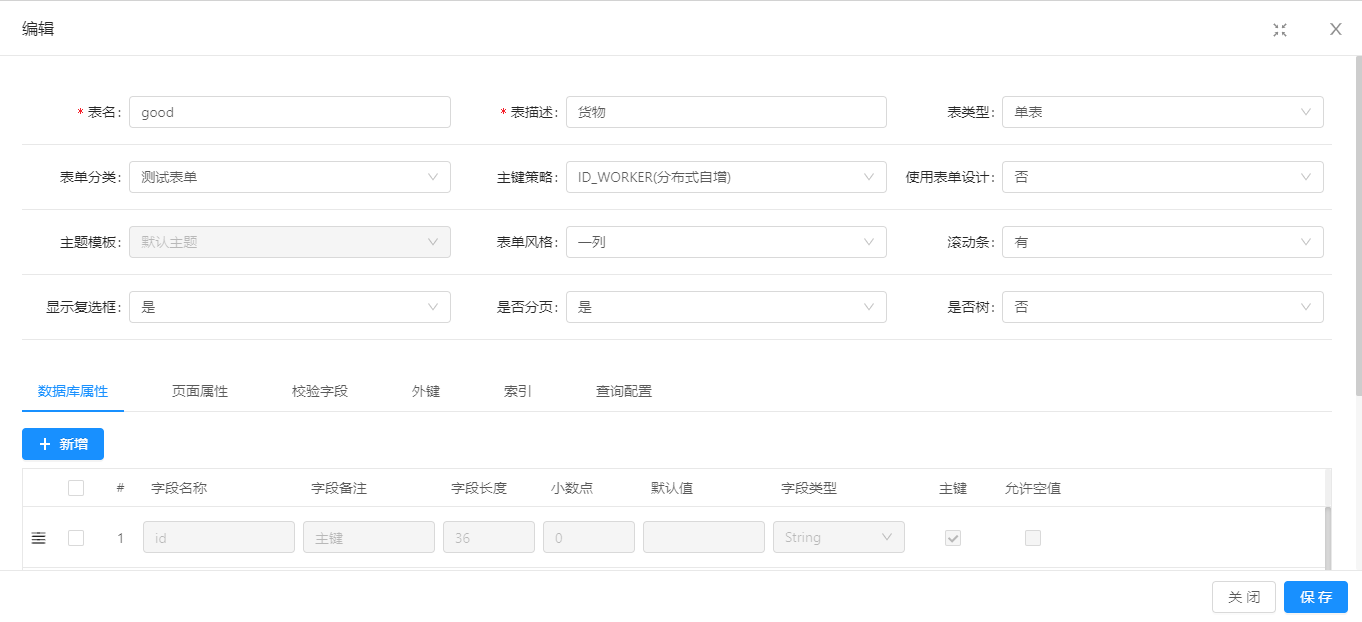 编辑
* 表名: good * 表描述: 货物 表类型: 单表
表单分类: 测试表单 主键策略: ID_WORKER(分布式自增) 使用表单设计: 否
主题模板: 默认主题 表单风格: 一列 滚动条: 有
显示复选框: 是 是否分页: 是 是否树: 否
数据库属性 页面属性 校验字段 外键 索引 查询配置
+ 新增
# 字段名称 字段备注 字段长度 小数点 默认值 字段类型 主键 允许空值
1 id 主键 36 0 String
关 闭 保 存